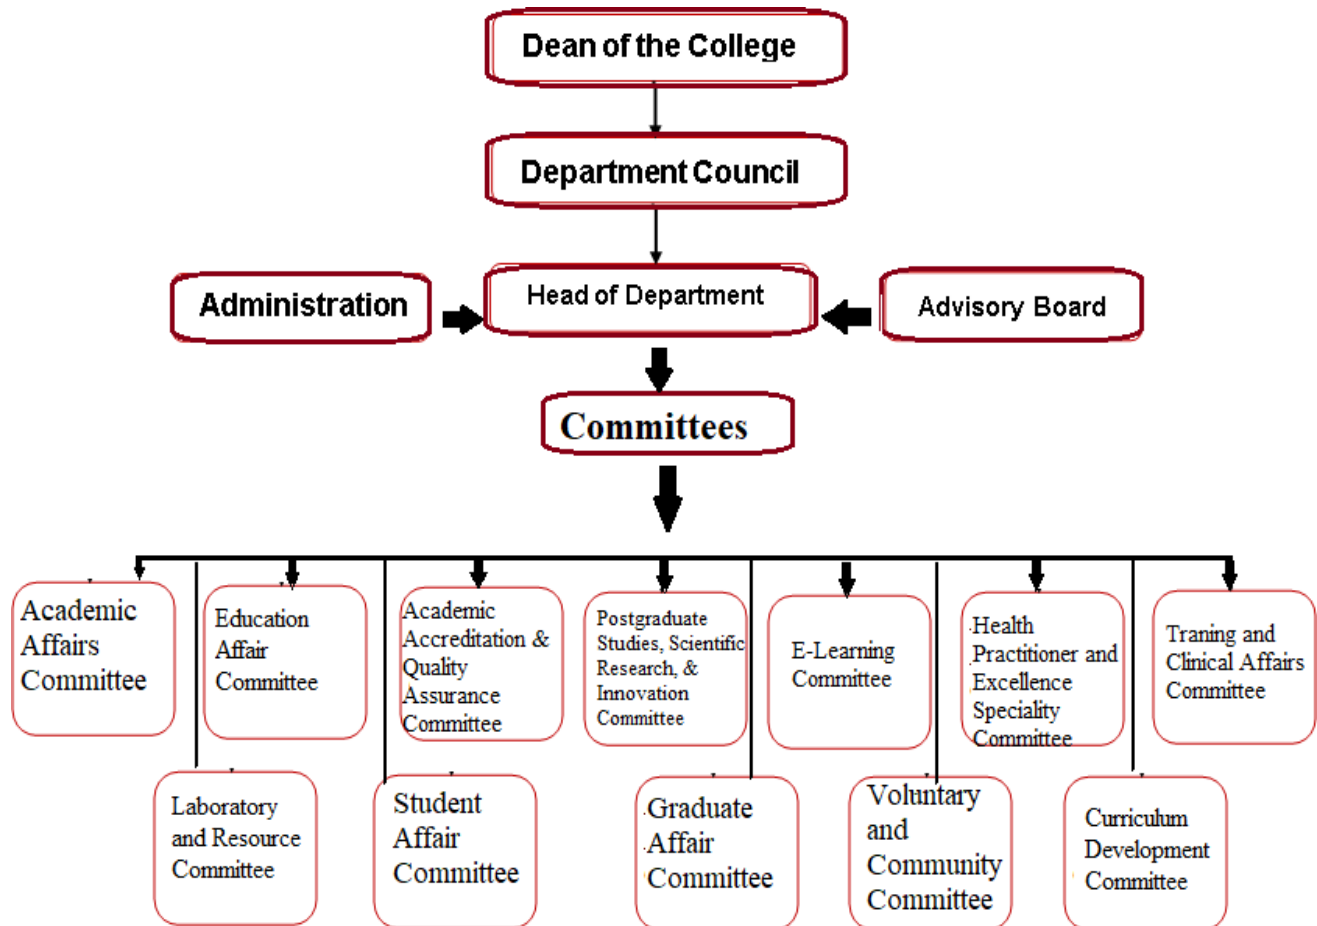 Dean of the College
Department Council
Administration
Head of Department
Advisory Board
Committees
Academic
Affairs
Committee
Education
Affair
Committee
Academic
Accreditation &
Quality
Assurance
Committee
Postgraduate
Studies, Scientific
Research, &
Innovation
Committee
E-Learning
Committee
Health
Practitioner and
Excellence
Speciality
Committee
Traning and
Clinical Affairs
Committee
Laboratory
and Resource
Committee
Student
Affair
Committee
Graduate
Affair
Committee
Voluntary
and
Community
Committee
Curriculum
Development
Committee